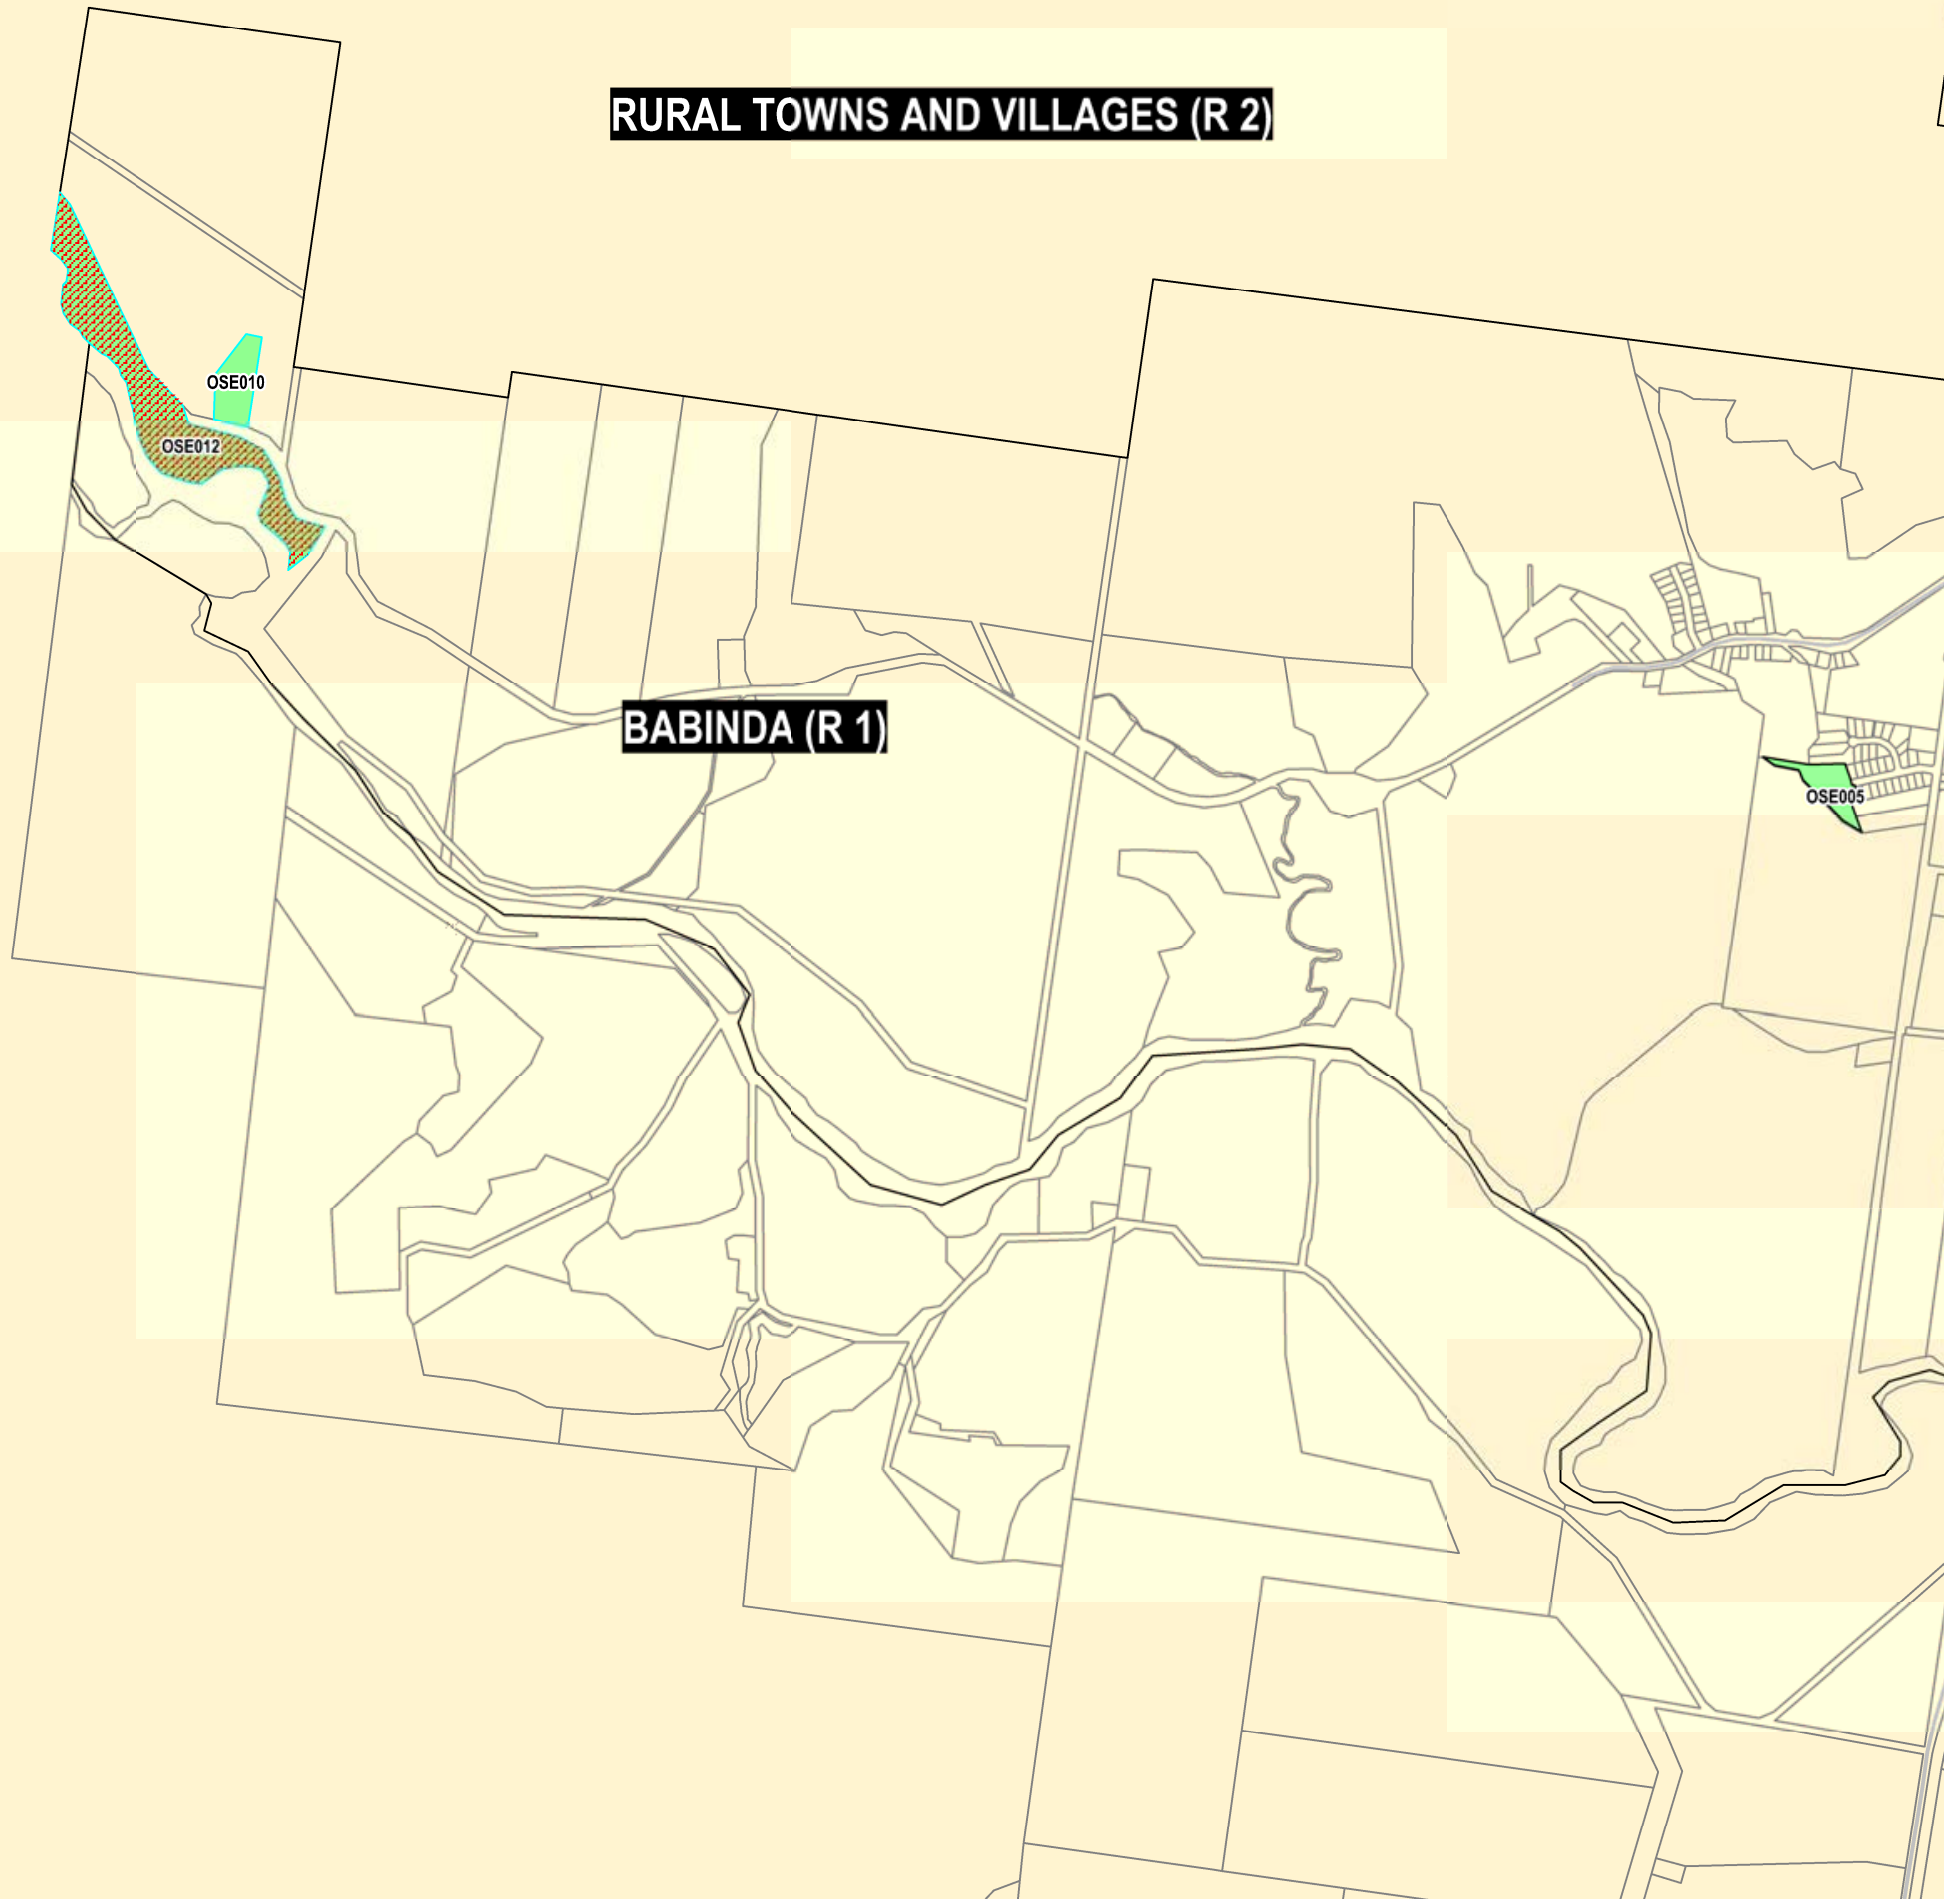 RURAL TOWNS AND VILLAGES (R 2)
OSE010
OSE012
BABINDA (R 1)
OSE005